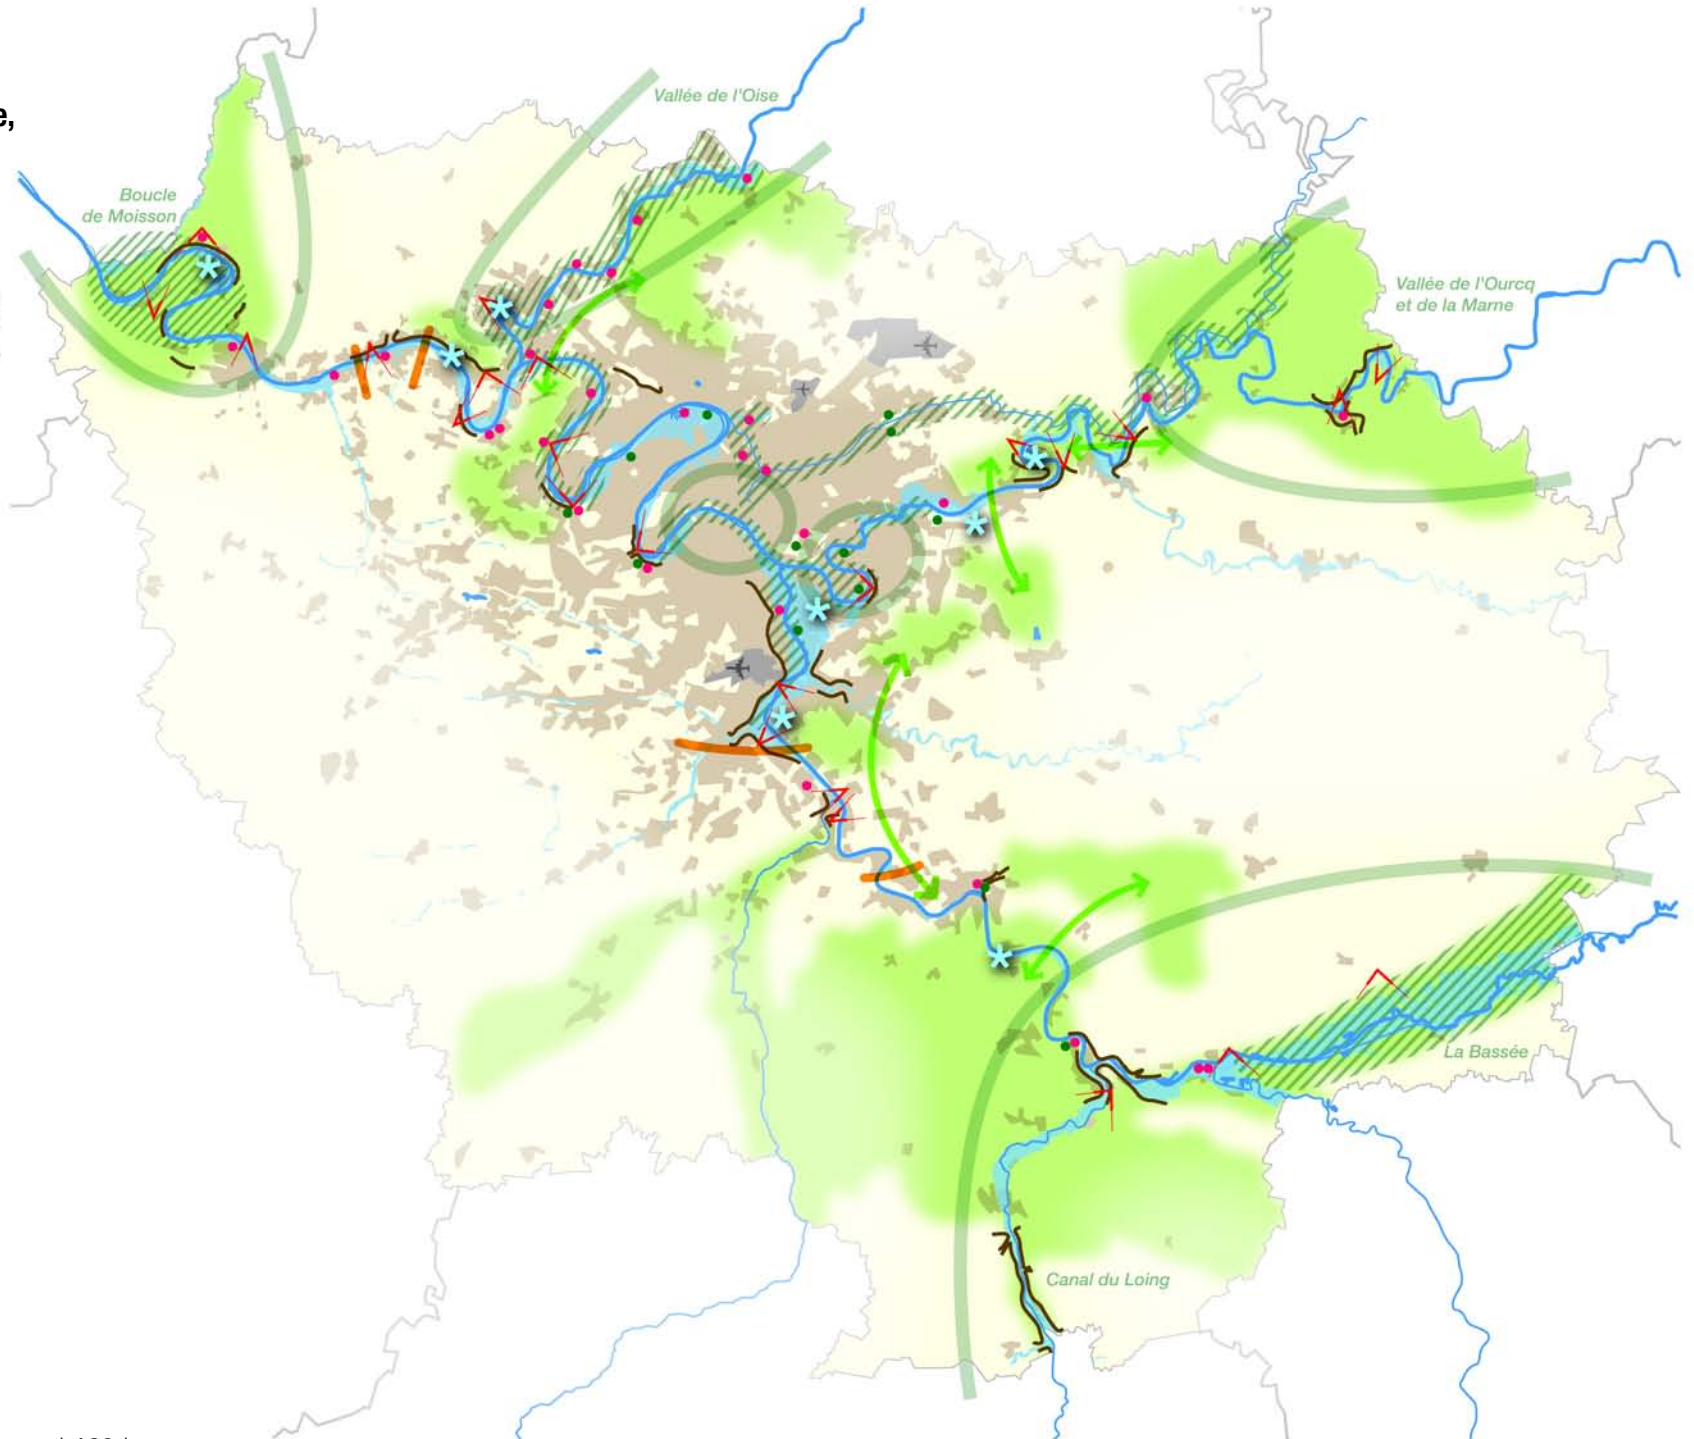 Vallée de l'Oise
e,
Boucle
de Moisson
Vallée de l'Ourcq
et de la Marne
La Bassée
Canal du Loing